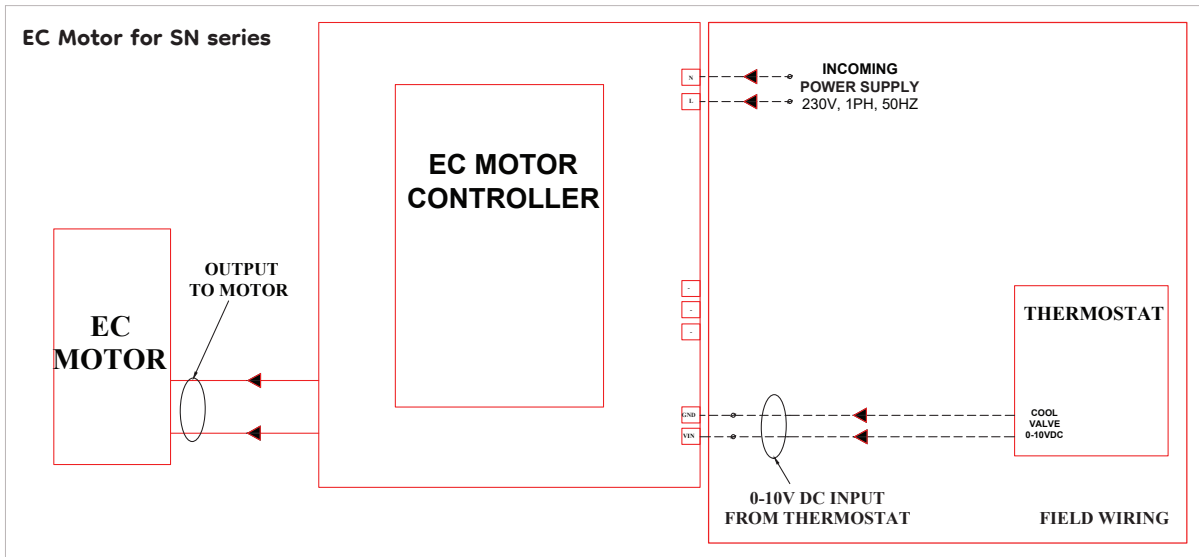 EC Motor for SN series
N
L
INCOMING
POWER SUPPLY
230V, 1PH, 50HZ
EC MOTOR
CONTROLLER
OUTPUT
TO MOTOR
EC
MOTOR
-
-
-
THERMOSTAT
GND
VIN
COOL
VALVE
0-10VDC
0-10V DC INPUT
FROM THERMOSTAT
FIELD WIRING